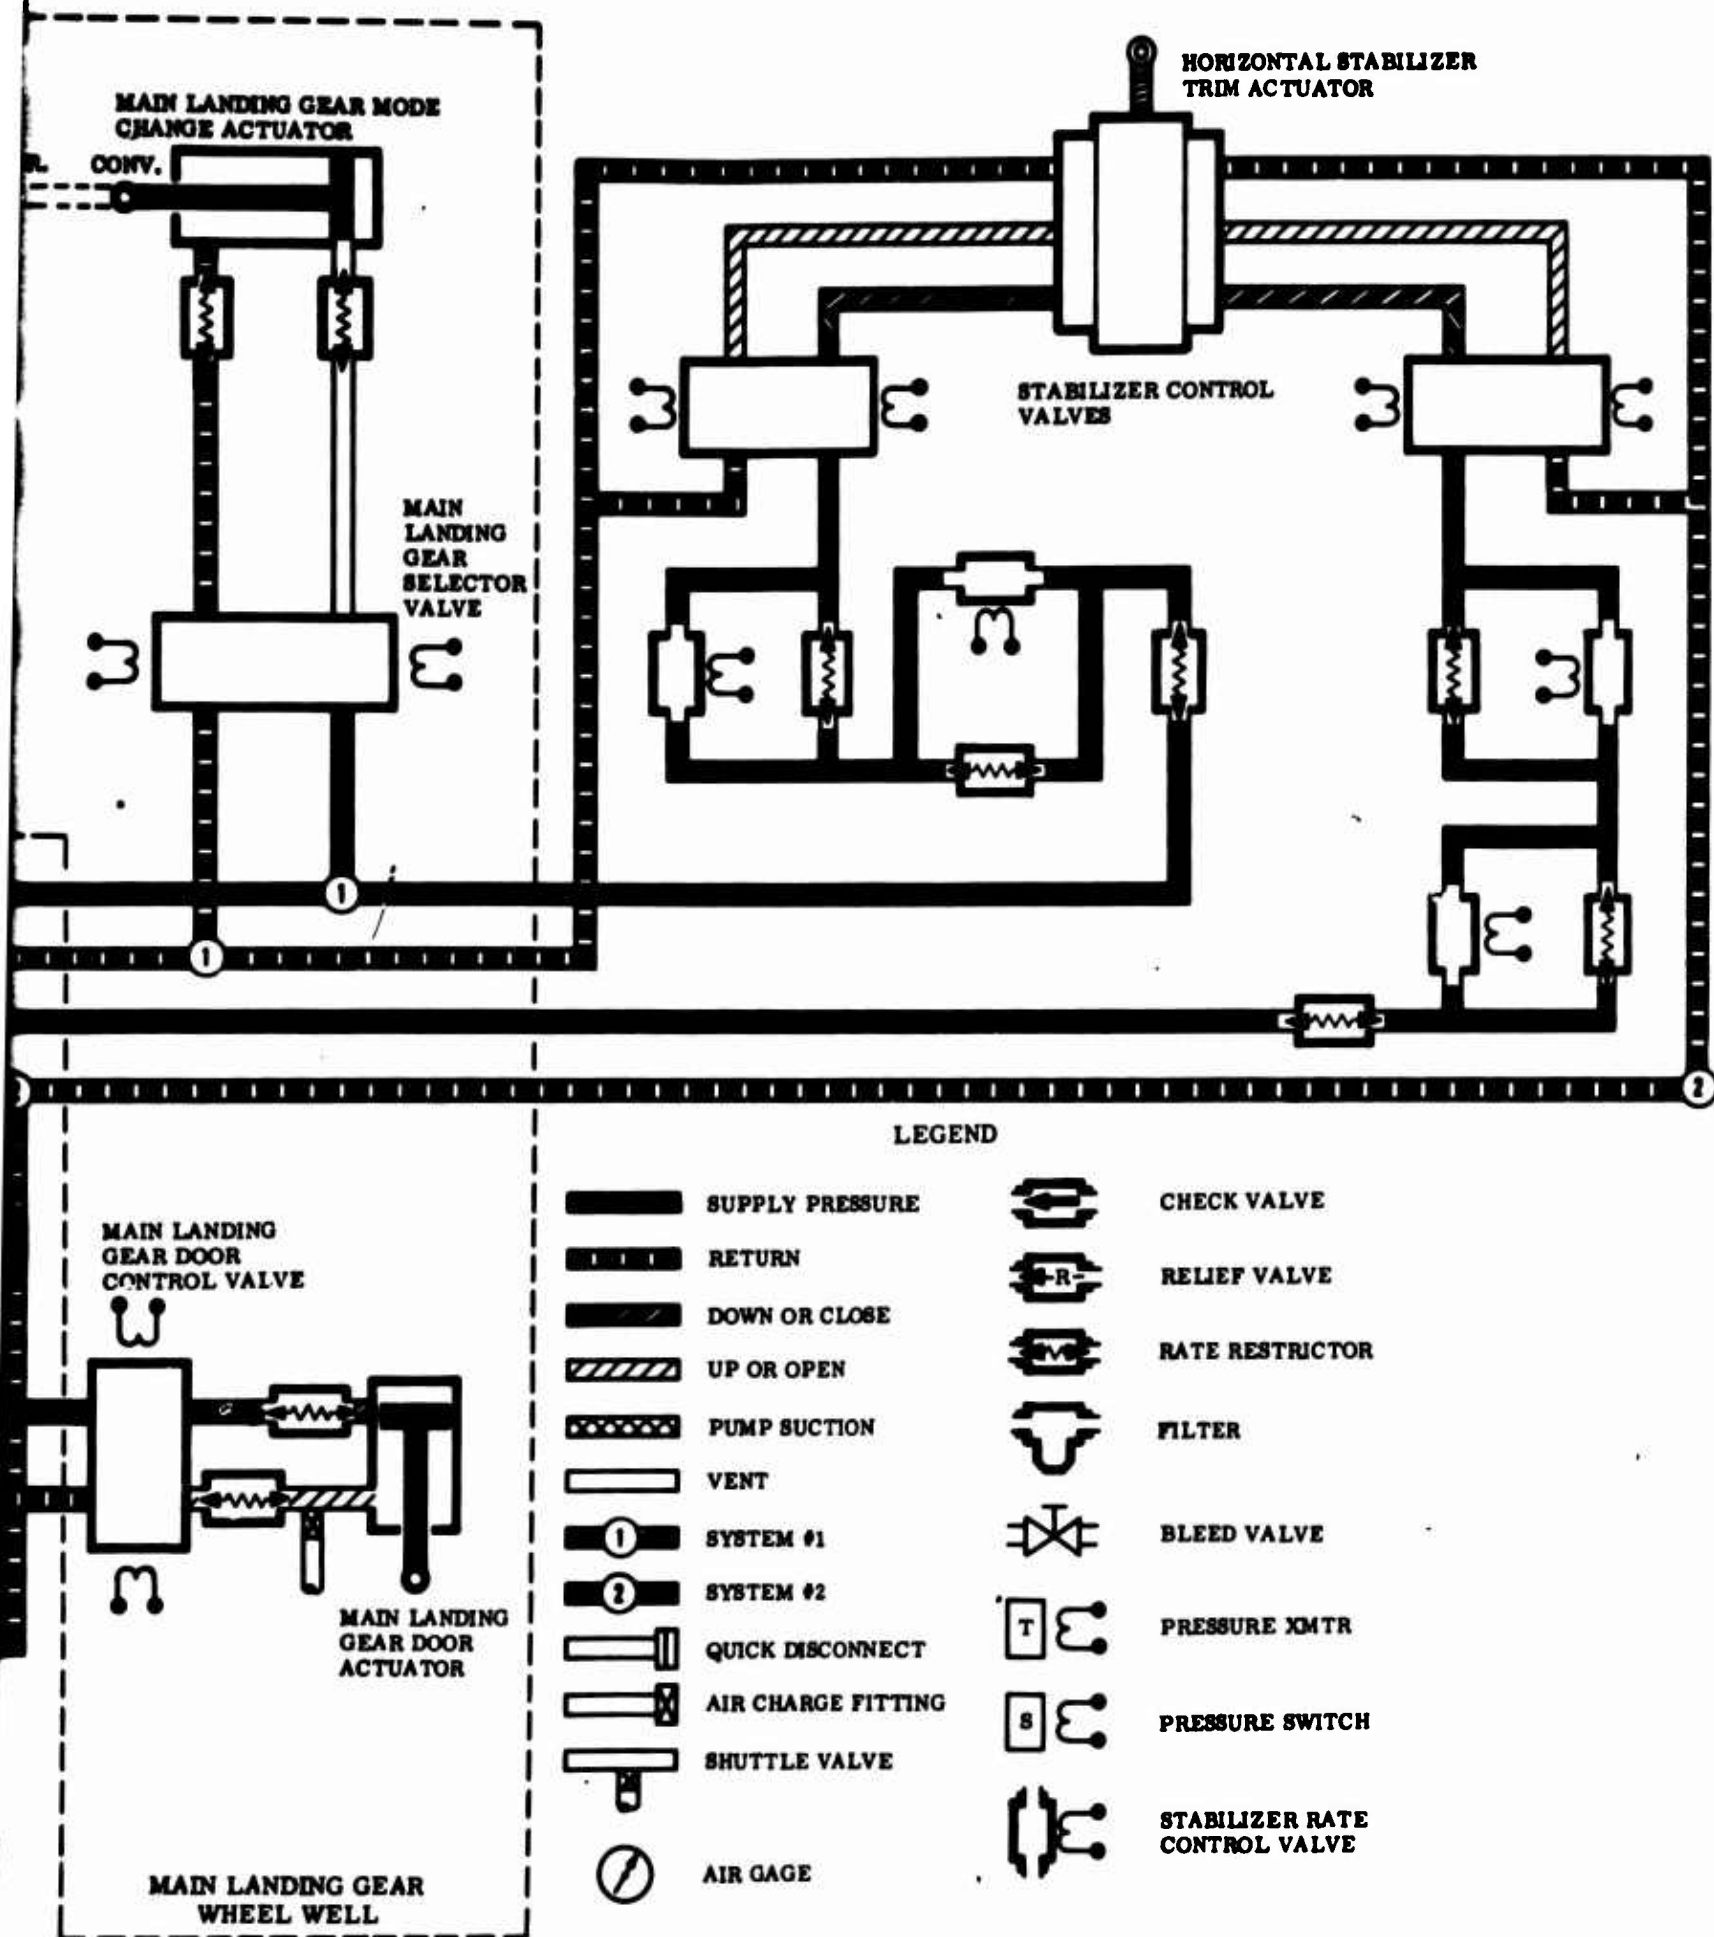 MAIN LANDING GEAR MODE
CHANGE ACTUATOR
R. CONV.
HORIZONTAL STABILIZER
TRIM ACTUATOR
STABILIZER CONTROL
VALVES
MAIN
LANDING
GEAR
SELECTOR
VALVE
1
1
2
LEGEND
MAIN LANDING
GEAR DOOR
CONTROL VALVE
MAIN LANDING
GEAR DOOR
ACTUATOR
MAIN LANDING GEAR
WHEEL WELL
SUPPLY PRESSURE
RETURN
DOWN OR CLOSE
UP OR OPEN
PUMP SUCTION
VENT
1 SYSTEM #1
2 SYSTEM #2
QUICK DISCONNECT
AIR CHARGE FITTING
SHUTTLE VALVE
AIR GAGE
CHECK VALVE
R RELIEF VALVE
RATE RESTRICTOR
FILTER
BLEED VALVE
T PRESSURE XMTR
S PRESSURE SWITCH
STABILIZER RATE
CONTROL VALVE